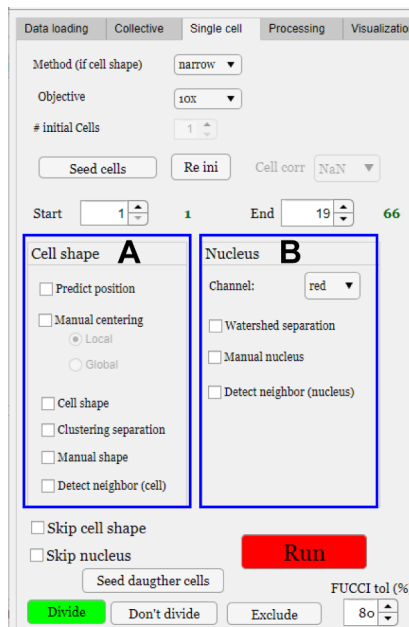 Data loading Collective Single cell Processing Visualizatio
Method (if cell shape) narrow
Objective 10x
# initial Cells 1
Seed cells Re ini Cell corr NaN
Start 1 1 End 19 66
Cell shape A Nucleus B
Predict position Channel: red
Manual centering Watershed separation
Local Manual nucleus
Global Detect neighbor (nucleus)
Cell shape
Clustering separation
Manual shape
Detect neighbor (cell)
Skip cell shape
Skip nucleus Run
Seed daugther cells FUCCI tol (%
Divide Don't divide Exclude 80